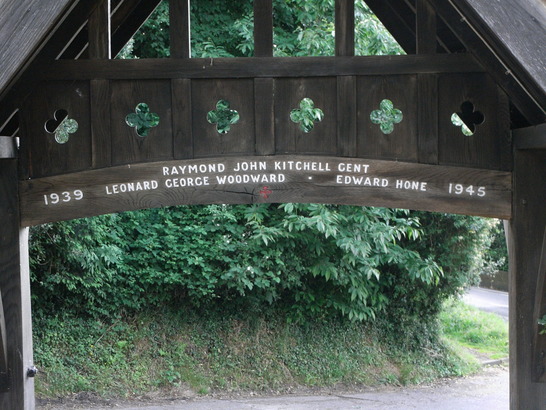 RAYMOND JOHN KITCHELL GENT
1939 LEONARD GEORGE WOODWARD · EDWARD HONE 1945